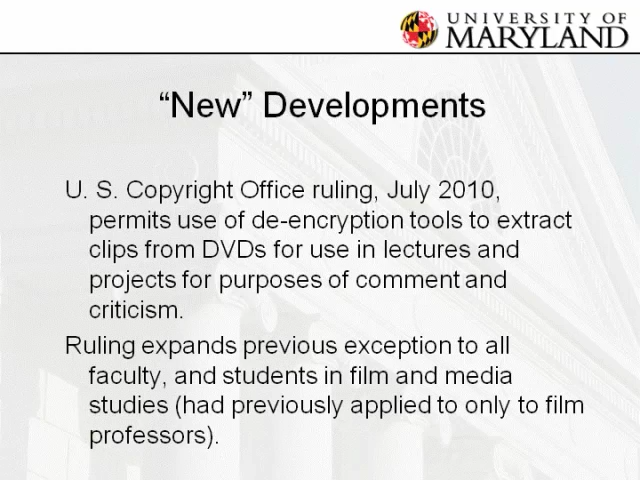 UNIVERSITY OF
MARYLAND
“New” Developments
U. S. Copyright Office ruling, July 2010,
permits use of de-encryption tools to extract
clips from DVDs for use in lectures and
projects for purposes of comment and
criticism.
Ruling expands previous exception to all
faculty, and students in film and media
studies (had previously applied to only to film
professors).